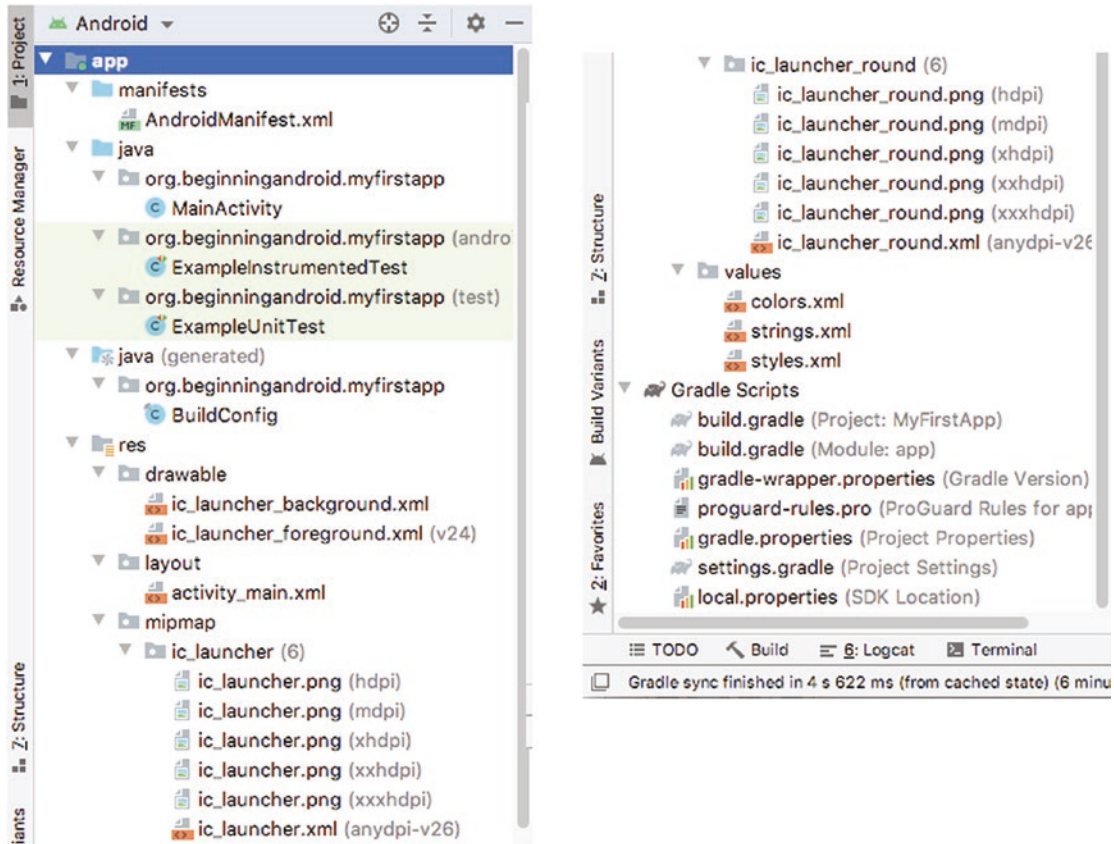 1: Project
Resource Manager
Z: Structure
iants
Android
app
manifests
AndroidManifest.xml
java
org.beginningandroid.myfirstapp
MainActivity
org.beginningandroid.myfirstapp (andro
ExampleInstrumentedTest
org.beginningandroid.myfirstapp (test)
ExampleUnitTest
java (generated)
org.beginningandroid.myfirstapp
BuildConfig
res
drawable
ic_launcher_background.xml
ic_launcher_foreground.xml (v24)
layout
activity_main.xml
mipmap
ic_launcher (6)
ic_launcher.png (hdpi)
ic_launcher.png (mdpi)
ic_launcher.png (xhdpi)
ic_launcher.png (xxhdpi)
ic_launcher.png (xxxhdpi)
ic_launcher.xml (anydpi-v26)
Z: Structure
Build Variants
2: Favorites
ic_launcher_round (6)
ic_launcher_round.png (hdpi)
ic_launcher_round.png (mdpi)
ic_launcher_round.png (xhdpi)
ic_launcher_round.png (xxhdpi)
ic_launcher_round.png (xxxhdpi)
ic_launcher_round.xml (anydpi-v26
values
colors.xml
strings.xml
styles.xml
Gradle Scripts
build.gradle (Project: MyFirstApp)
build.gradle (Module: app)
gradle-wrapper.properties (Gradle Version)
proguard-rules.pro (ProGuard Rules for app
gradle.properties (Project Properties)
settings.gradle (Project Settings)
local.properties (SDK Location)
TODO Build 6: Logcat Terminal
Gradle sync finished in 4 s 622 ms (from cached state) (6 minu